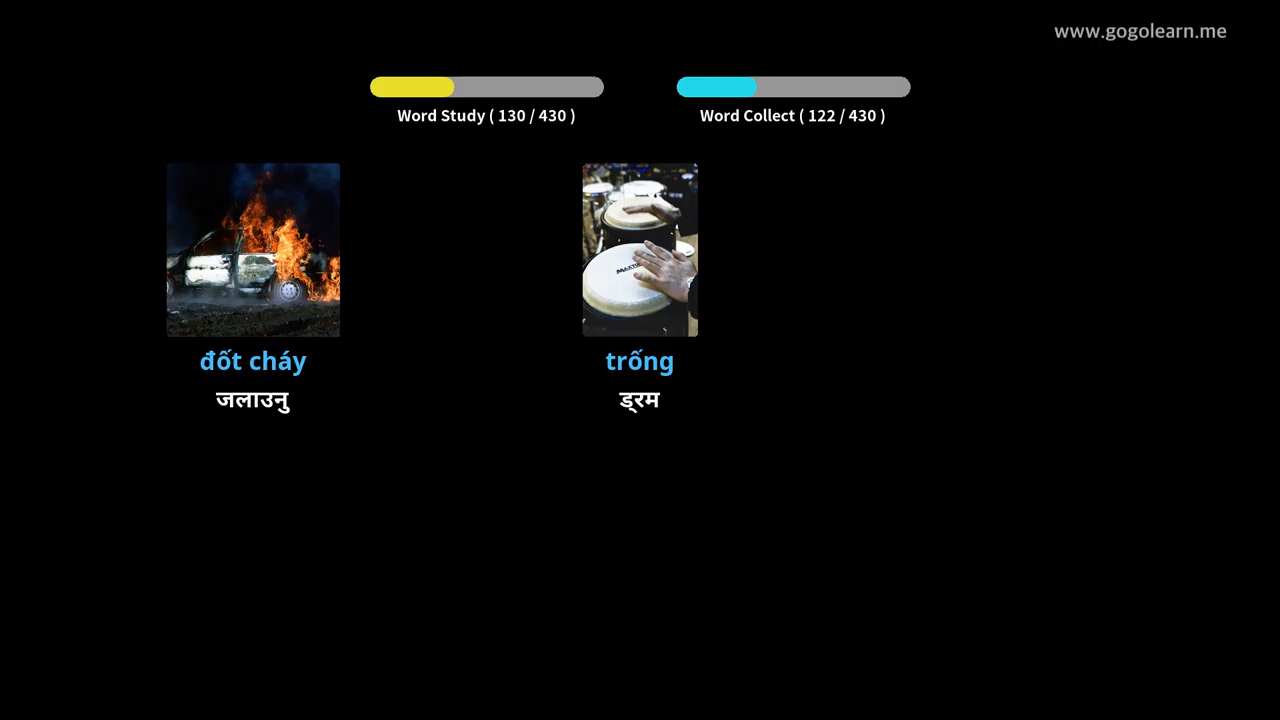 www.gogolearn.me
Word Study ( 130 / 430 )
Word Collect ( 122 / 430 )
đốt cháy
जलाउनु
trống
ड्रम